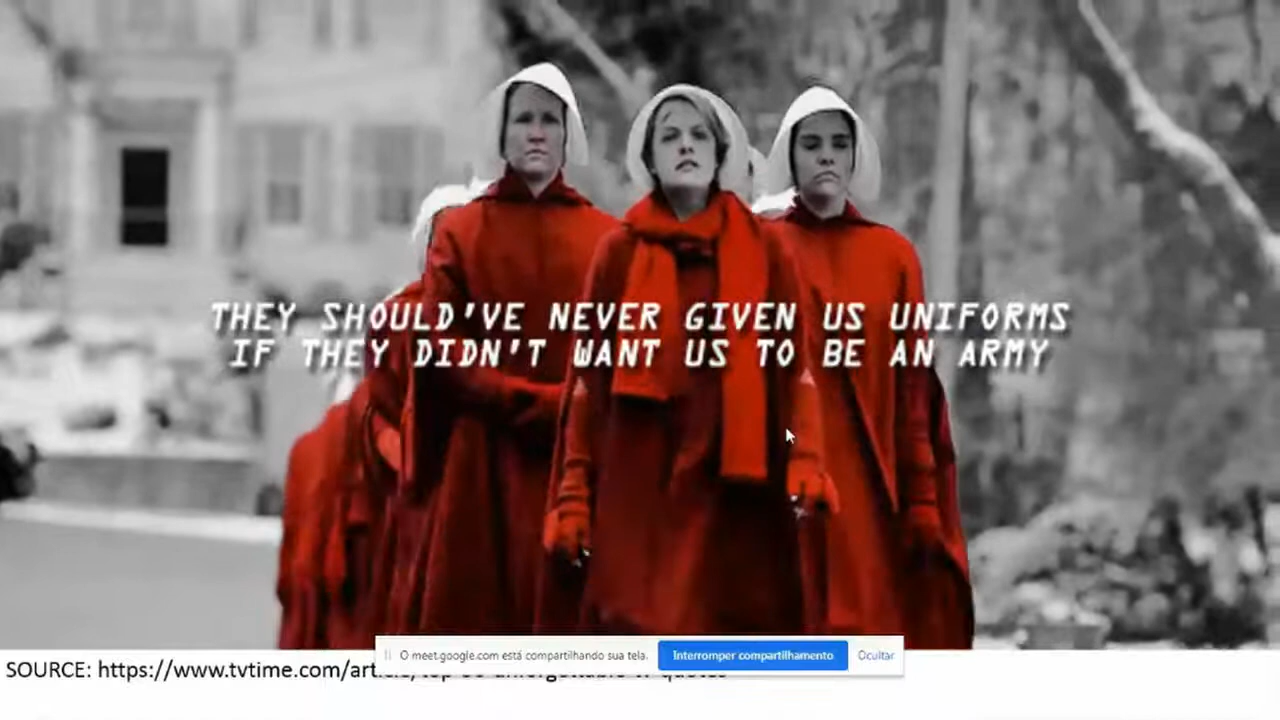 THEY SHOULD'VE NEVER GIVEN US UNIFORMS
IF THEY DIDN'T WANT US TO BE AN ARMY
O meet.google.com está compartilhando sua tela. Interromper compartilhamento Ocultar
SOURCE: https://www.tvtime.com/art